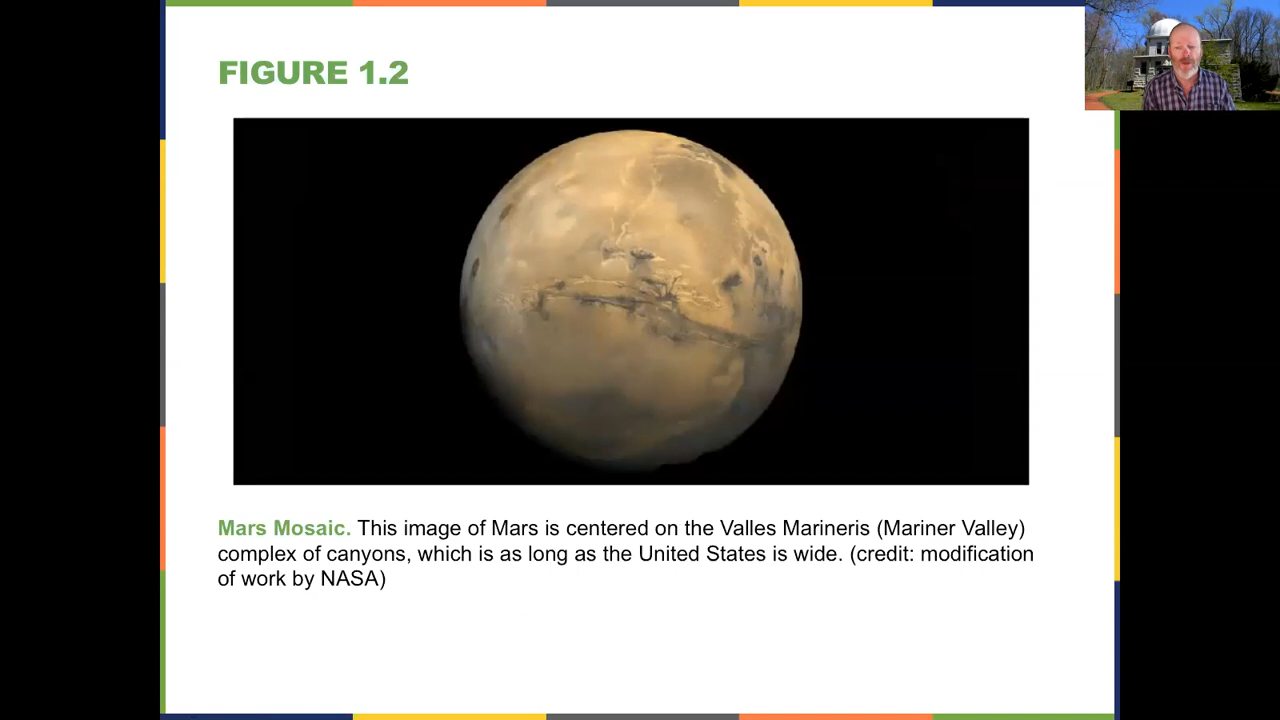 FIGURE 1.2
Mars Mosaic. This image of Mars is centered on the Valles Marineris (Mariner Valley)
complex of canyons, which is as long as the United States is wide. (credit: modification
of work by NASA)